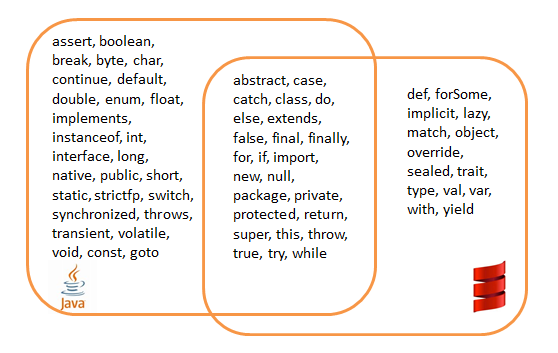 assert, boolean,
break, byte, char,
continue, default,
double, enum, float,
implements,
instanceof, int,
interface, long,
native, public, short,
static, strictfp, switch,
synchronized, throws,
transient, volatile,
void, const, goto
Java
abstract, case,
catch, class, do,
else, extends,
false, final, finally,
for, if, import,
new, null,
package, private,
protected, return,
super, this, throw,
true, try, while
def, forSome,
implicit, lazy,
match, object,
override,
sealed, trait,
type, val, var,
with, yield